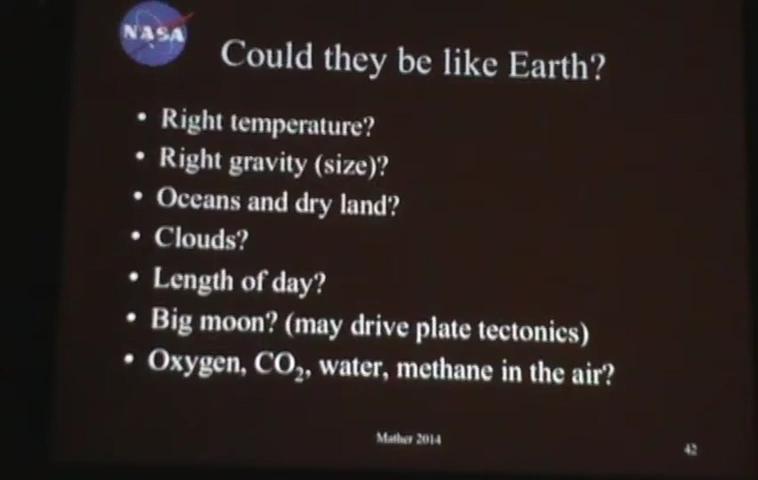 NASA
Could they be like Earth?
• Right temperature?
• Right gravity (size)?
• Oceans and dry land?
• Clouds?
• Length of day?
• Big moon? (may drive plate tectonics)
• Oxygen, CO₂, water, methane in the air?
Mather 2014
42